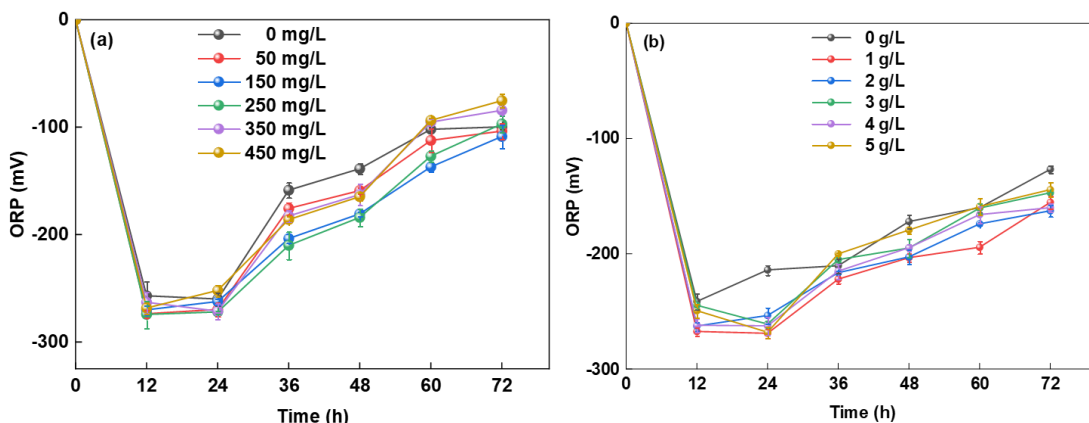 (a)
0 mg/L
50 mg/L
150 mg/L
250 mg/L
350 mg/L
450 mg/L
ORP (mV)
0
-100
-200
-300
0 12 24 36 48 60 72
Time (h)
(b)
0 g/L
1 g/L
2 g/L
3 g/L
4 g/L
5 g/L
ORP (mV)
0
-100
-200
-300
0 12 24 36 48 60 72
Time (h)